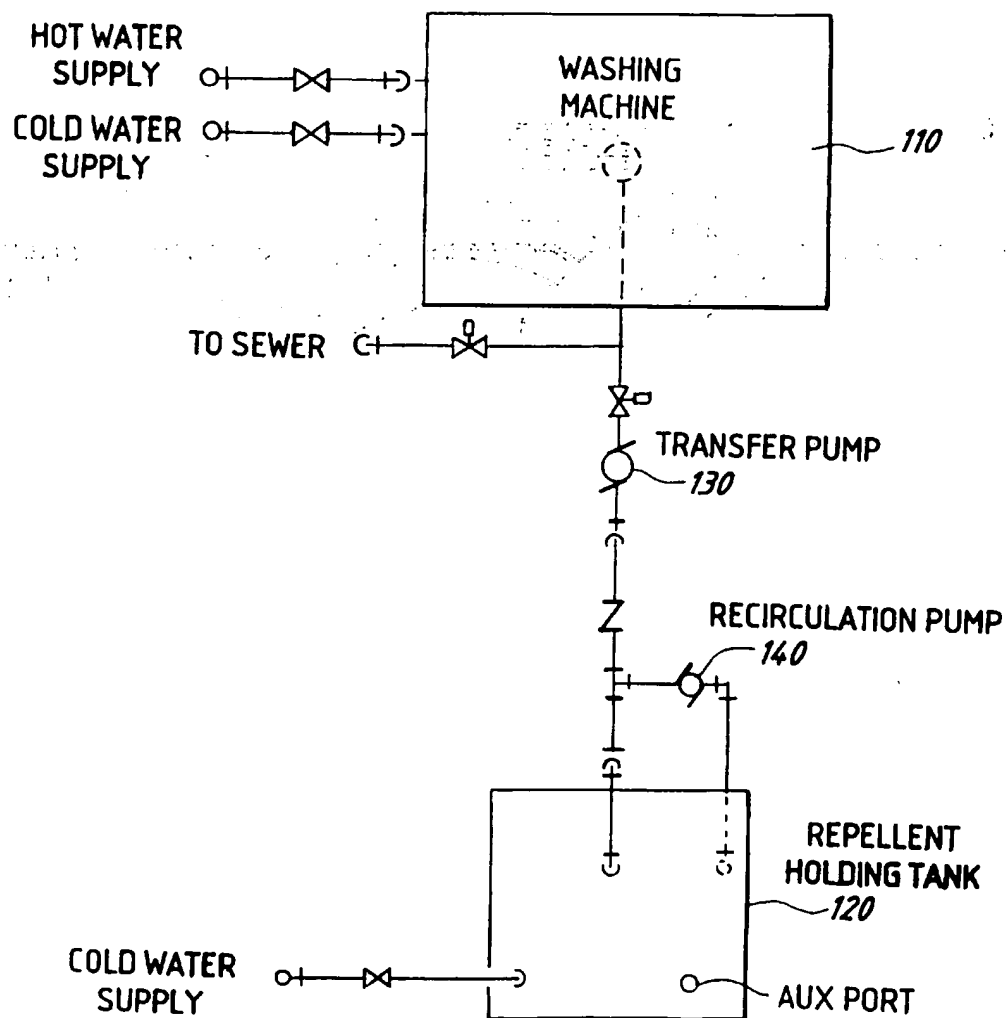 HOT WATER
SUPPLY
COLD WATER
SUPPLY
WASHING
MACHINE
110
TO SEWER
TRANSFER PUMP
130
RECIRCULATION PUMP
140
REPELLENT
HOLDING TANK
120
COLD WATER
SUPPLY
AUX PORT